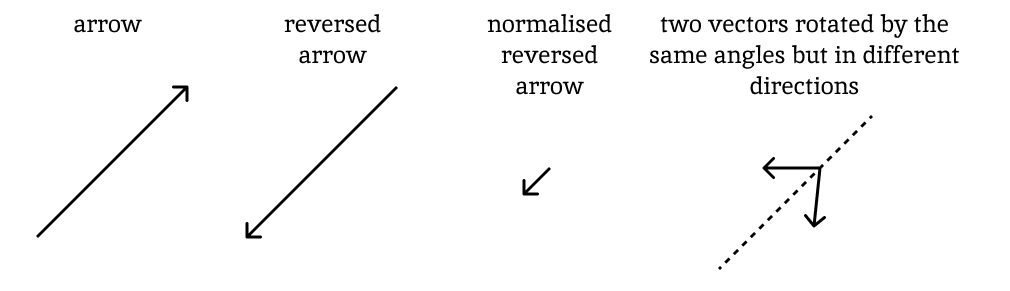 arrow
reversed
arrow
normalised
reversed
arrow
two vectors rotated by the
same angles but in different
directions